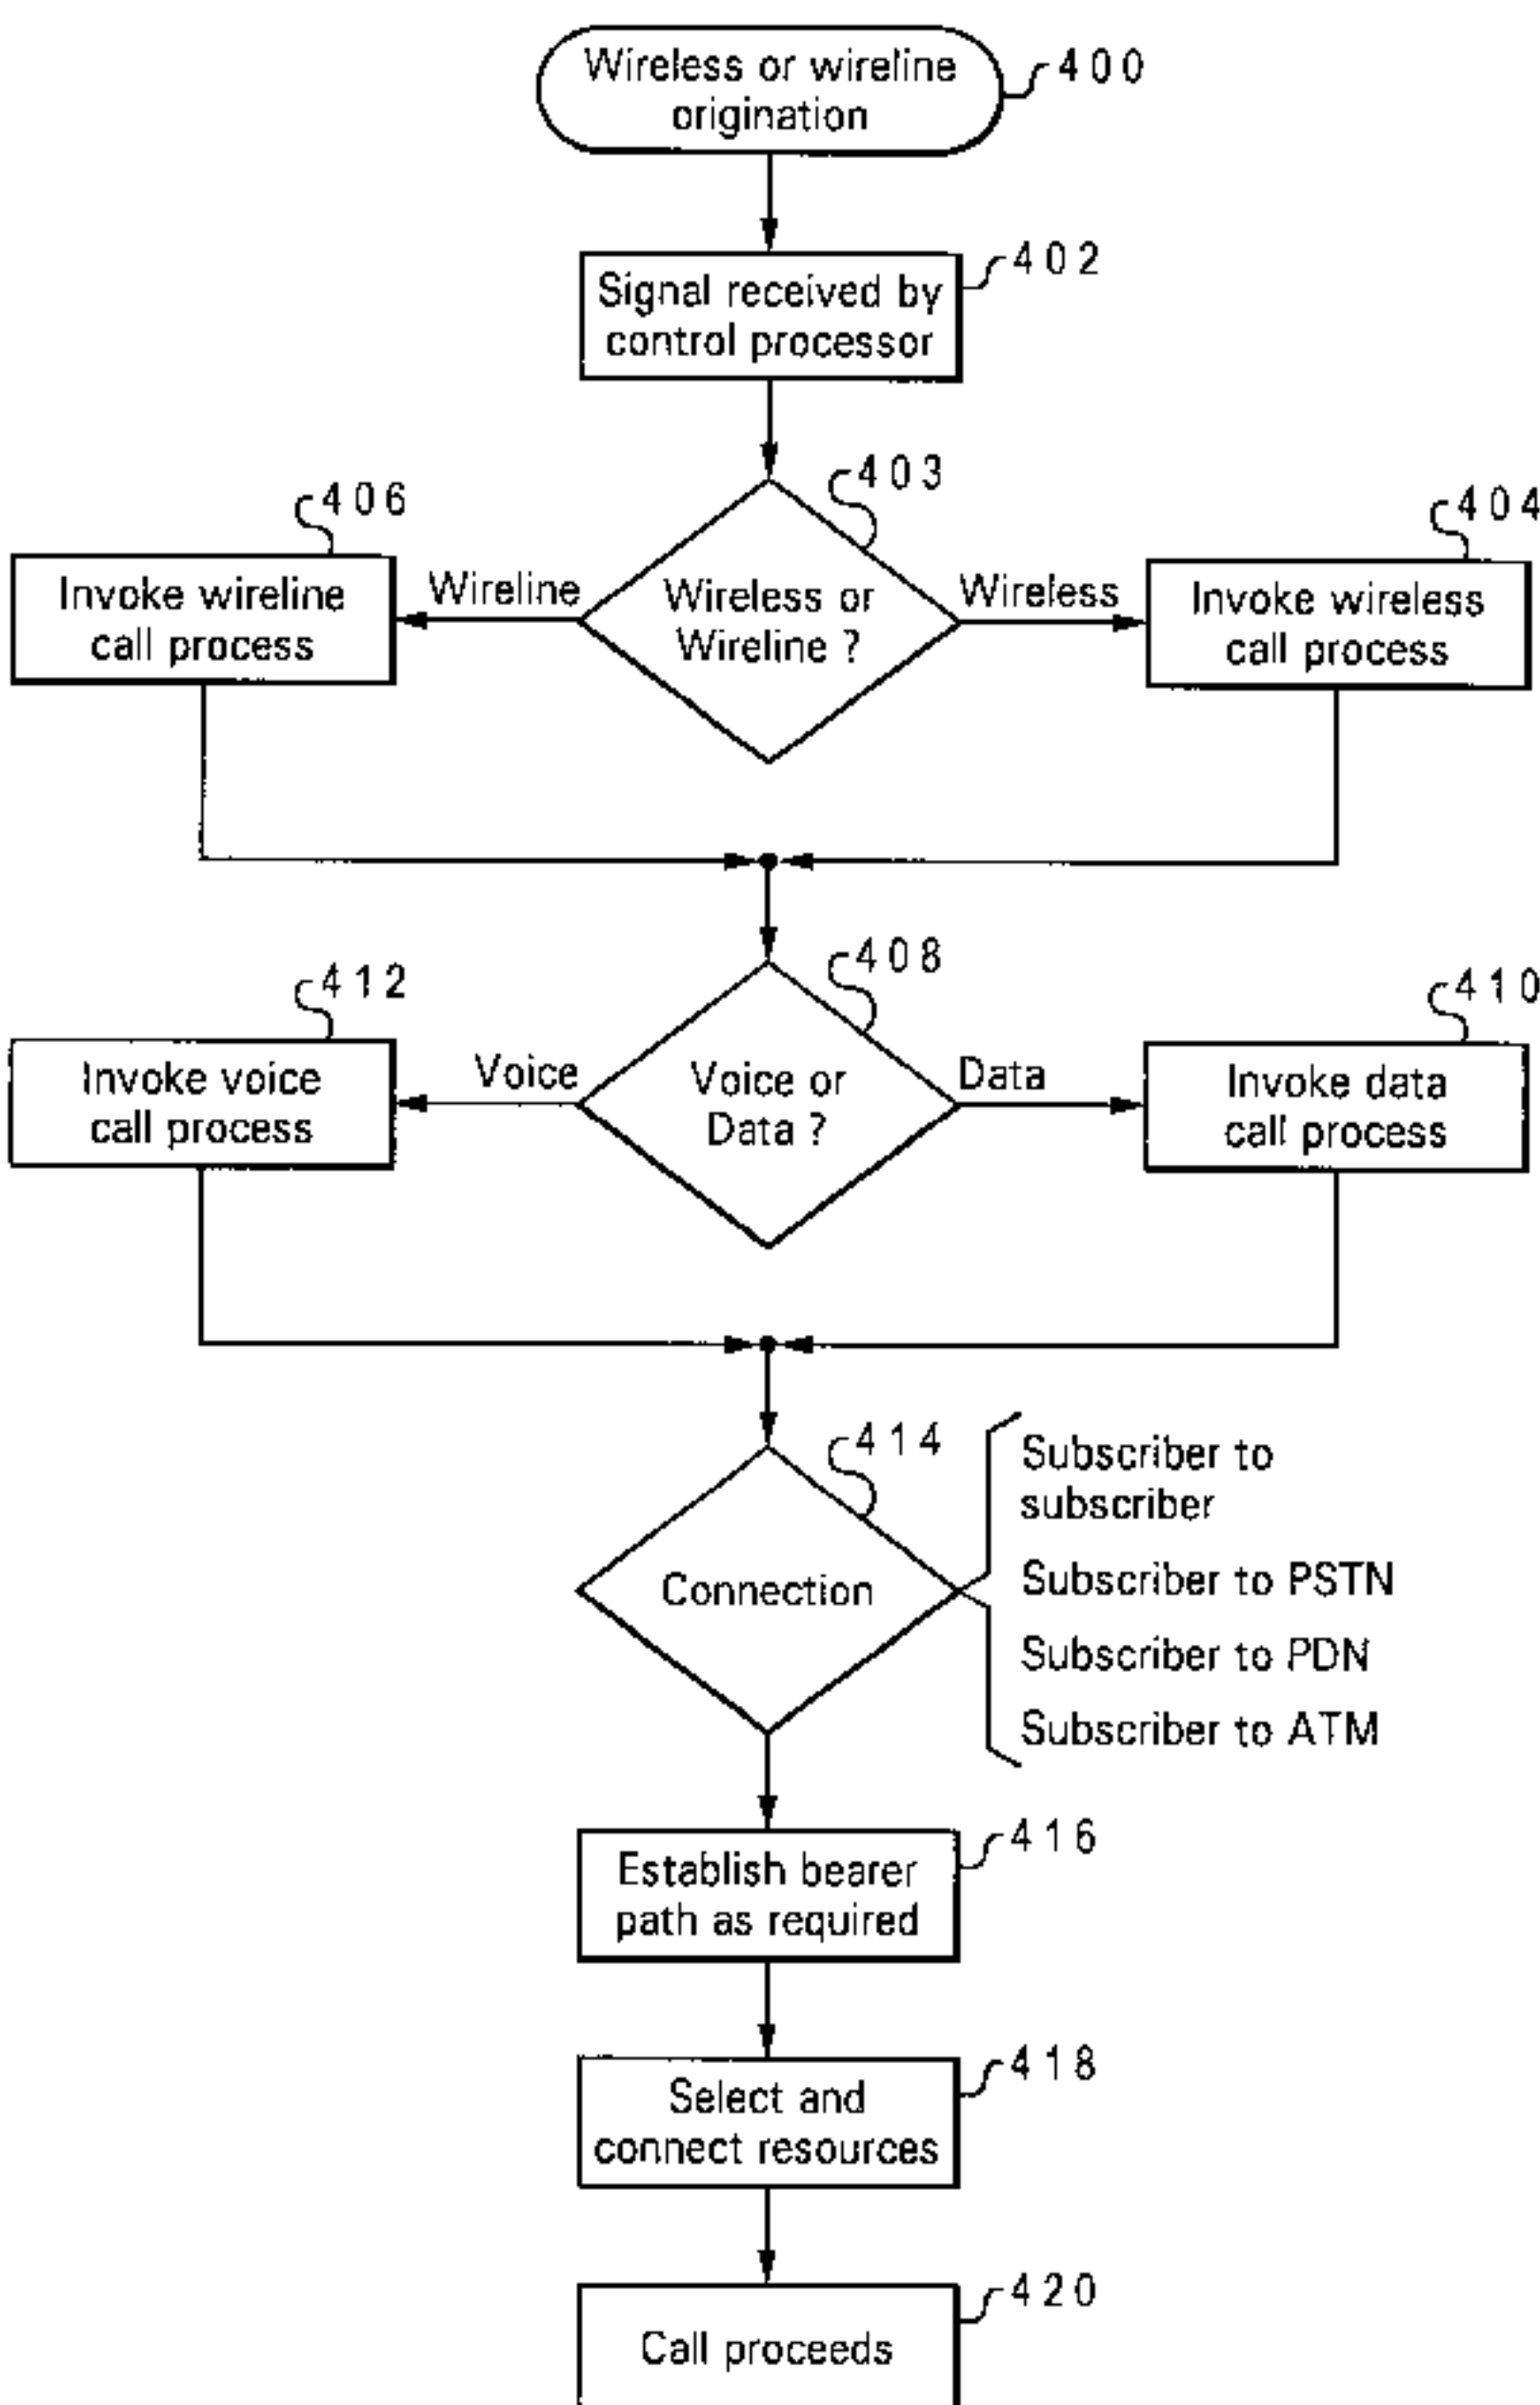 Wireless or wireline
origination
400
402
Signal received by
control processor
403
406
404
Invoke wireline
call process
Wireline
Wireless or
Wireline ?
Wireless
Invoke wireless
call process
408
412
410
Invoke voice
call process
Voice
Voice or
Data ?
Data
Invoke data
call process
414
Connection
Subscriber to
subscriber
Subscriber to PSTN
Subscriber to PDN
Subscriber to ATM
416
Establish bearer
path as required
418
Select and
connect resources
420
Call proceeds